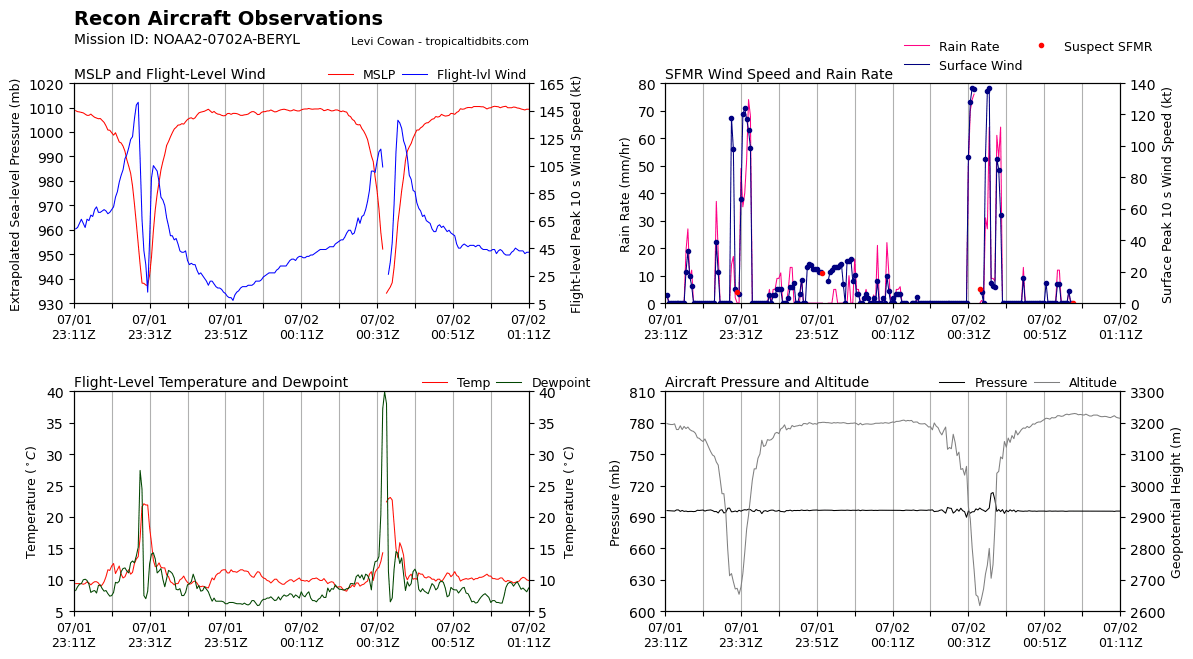 Recon Aircraft Observations
Mission ID: NOAA2-0702A-BERYL
Levi Cowan - tropicaltidbits.com
MSLP and Flight-Level Wind
MSLP
Flight-lvl Wind
Extrapolated Sea-level Pressure (mb)
1020
1010
1000
990
980
970
960
950
940
930
165
145
125
105
85
65
45
25
5
Flight-level Peak 10 s Wind Speed (kt)
07/01 07/01 07/01 07/02 07/02 07/02 07/02
23:11Z 23:31Z 23:51Z 00:11Z 00:31Z 00:51Z 01:11Z
Rain Rate
Suspect SFMR
Surface Wind
SFMR Wind Speed and Rain Rate
Rain Rate (mm/hr)
80
70
60
50
40
30
20
10
0
140
120
100
80
60
40
20
0
Surface Peak 10 s Wind Speed (kt)
07/01 07/01 07/01 07/02 07/02 07/02 07/02
23:11Z 23:31Z 23:51Z 00:11Z 00:31Z 00:51Z 01:11Z
Flight-Level Temperature and Dewpoint
Temp
Dewpoint
Temperature (°C)
40
35
30
25
20
15
10
5
40
35
30
25
20
15
10
5
Temperature (°C)
07/01 07/01 07/01 07/02 07/02 07/02 07/02
23:11Z 23:31Z 23:51Z 00:11Z 00:31Z 00:51Z 01:11Z
Aircraft Pressure and Altitude
Pressure
Altitude
Pressure (mb)
810
780
750
720
690
660
630
600
3300
3200
3100
3000
2900
2800
2700
2600
Geopotential Height (m)
07/01 07/01 07/01 07/02 07/02 07/02 07/02
23:11Z 23:31Z 23:51Z 00:11Z 00:31Z 00:51Z 01:11Z